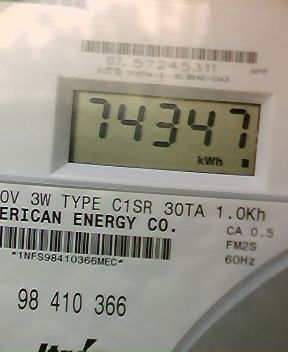 07 57245311
74347
kWh
0V 3W TYPE C1SR 30TA 1.0Kh
ERICAN ENERGY CO.
CA 0.5
FM2S
*1NFS98410366MEC*
60Hz
98 410 366